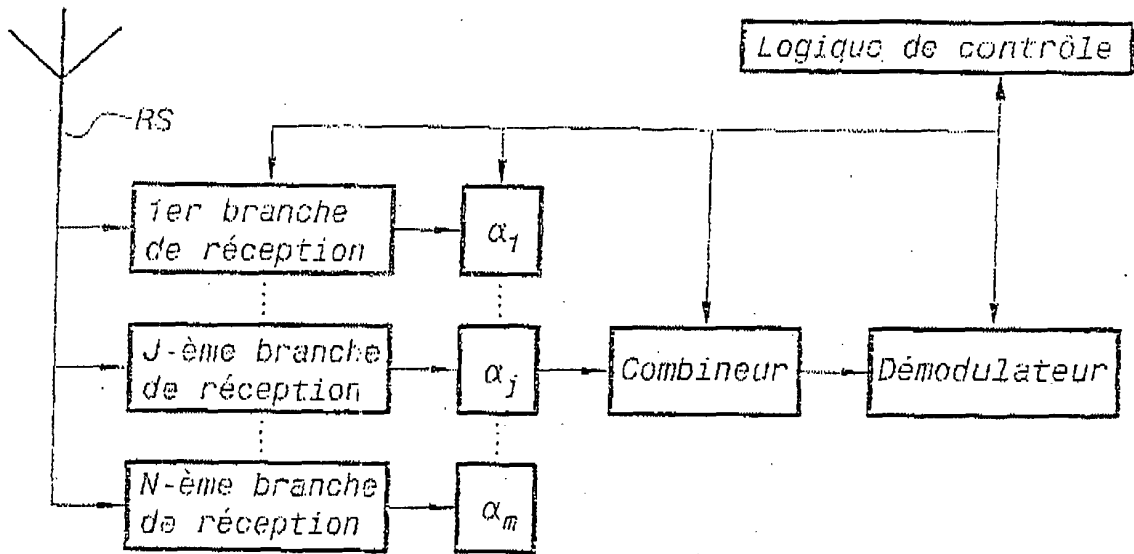 Logique de contrôle
RS
1er branche
de réception
α1
J-ème branche
de réception
αj
Combineur
Démodulateur
N-ème branche
de réception
αm